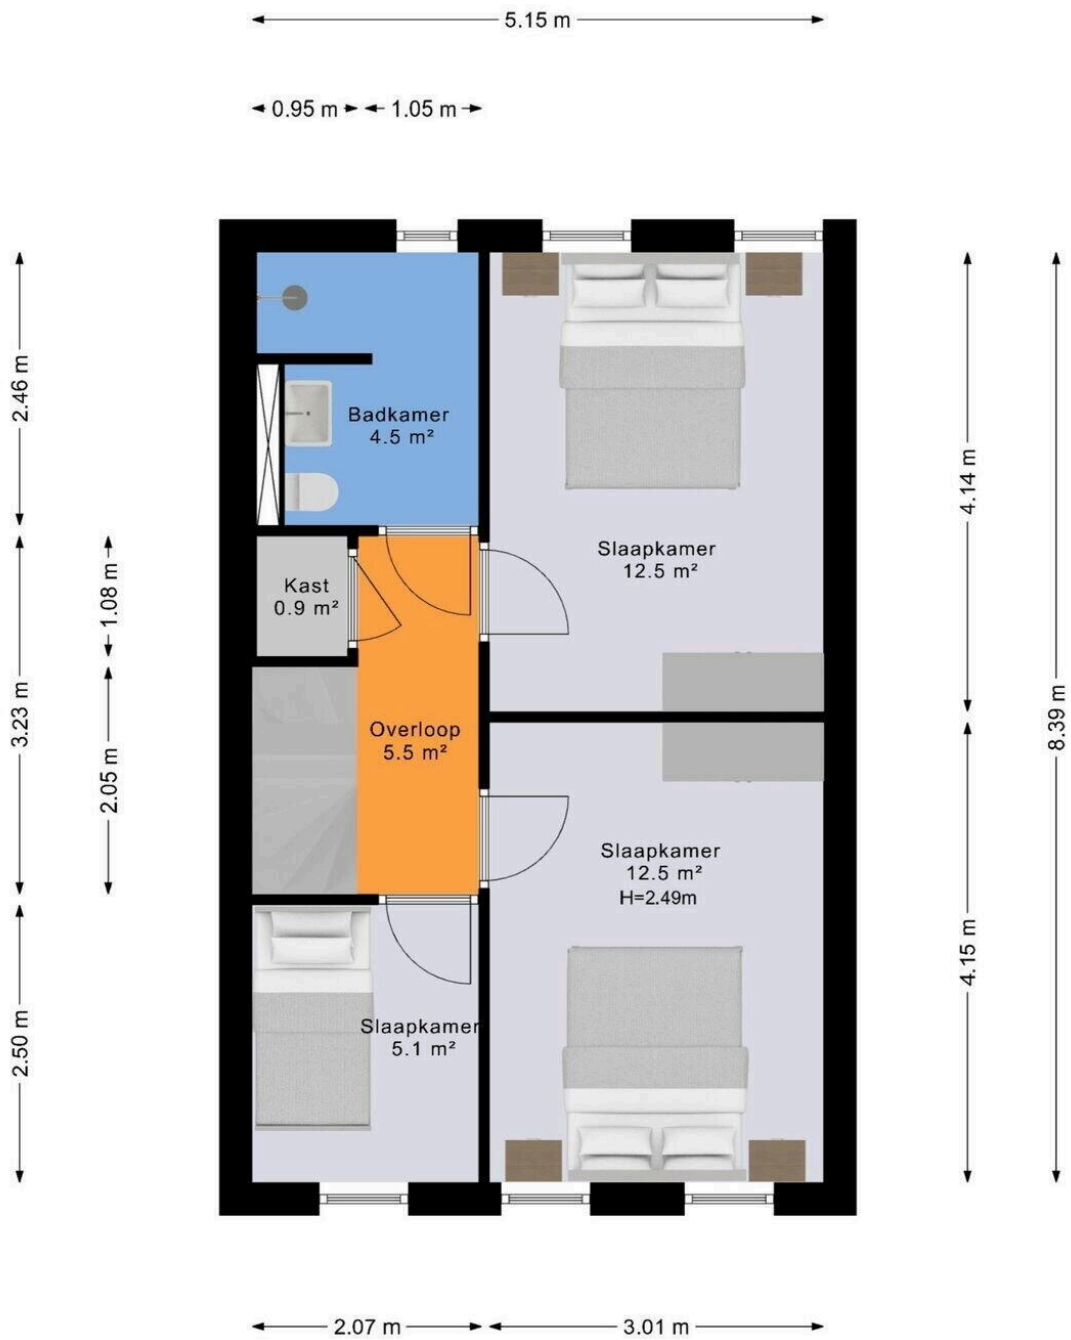 5.15 m
0.95 m
1.05 m
2.46 m
Badkamer
4.5 m²
4.14 m
Slaapkamer
12.5 m²
1.08 m
Kast
0.9 m²
3.23 m
8.39 m
Overloop
5.5 m²
2.05 m
Slaapkamer
12.5 m²
H=2.49m
4.15 m
2.50 m
Slaapkamer
5.1 m²
2.07 m
3.01 m